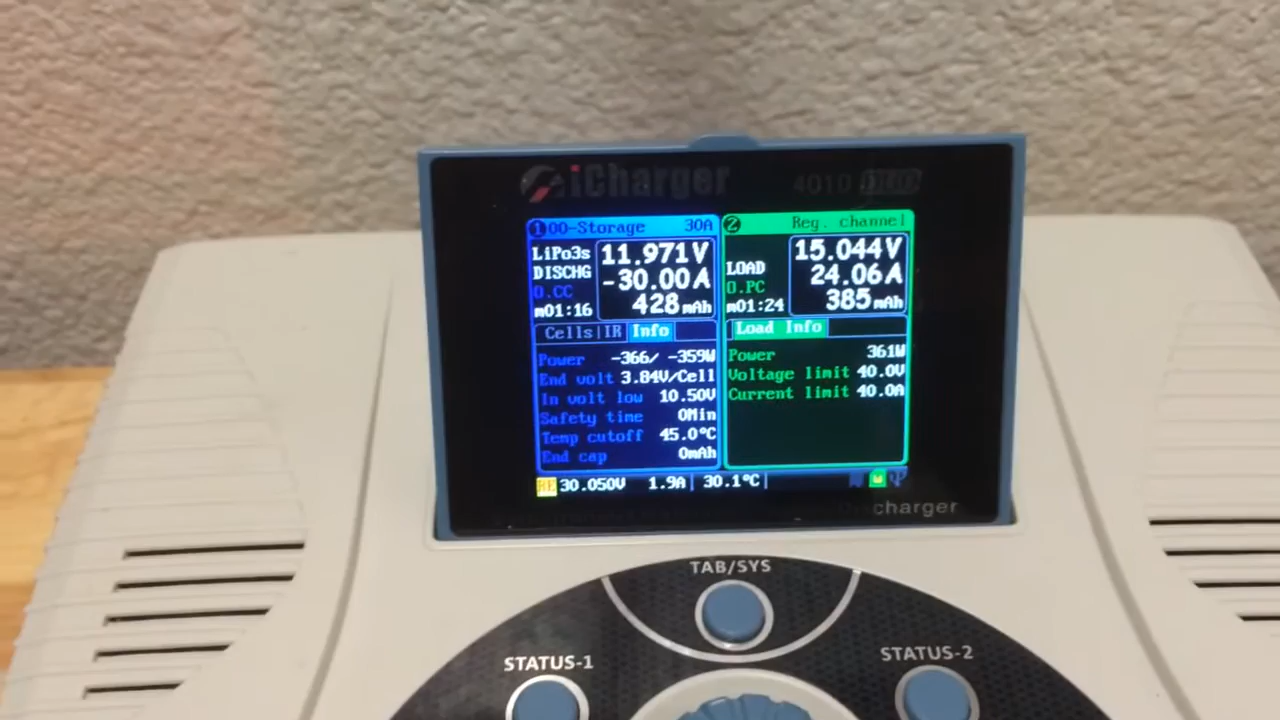 iCharger
4010 DUO
1 00-Storage 30A
LiPo3s 11.971V
DISCHG -30.00A
O.CC
m01:16 428mAh
Cells|IR Info
Power -366/ -359W
End volt 3.84V/Cell
In volt low 10.50V
Safety time 0Min
Temp cutoff 45.0°C
End cap 0mAh
2 Reg. channel
15.044V
LOAD 24.06A
O.PC
m01:24 385mAh
Load Info
Power 361W
Voltage limit 40.0V
Current limit 40.0A
30.050V 1.9A| 30.1°C|
charger
TAB/SYS
STATUS-1
STATUS-2